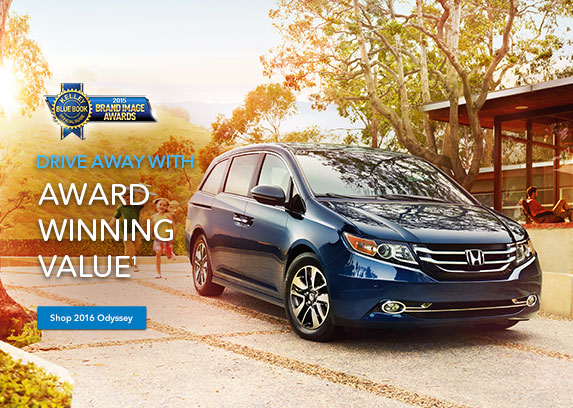 KELLEY
BLUE BOOK
2015
BRAND IMAGE
AWARDS
DRIVE AWAY WITH
AWARD
WINNING
VALUE¹
Shop 2016 Odyssey